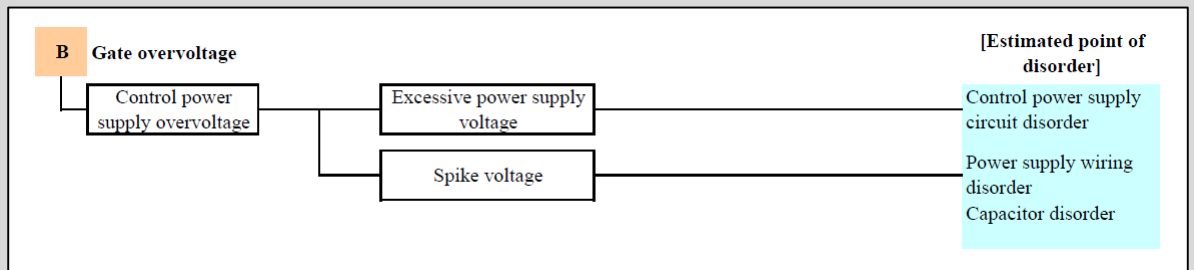 B Gate overvoltage
[Estimated point of
disorder]
Control power
supply overvoltage
Excessive power supply
voltage
Control power supply
circuit disorder
Spike voltage
Power supply wiring
disorder
Capacitor disorder